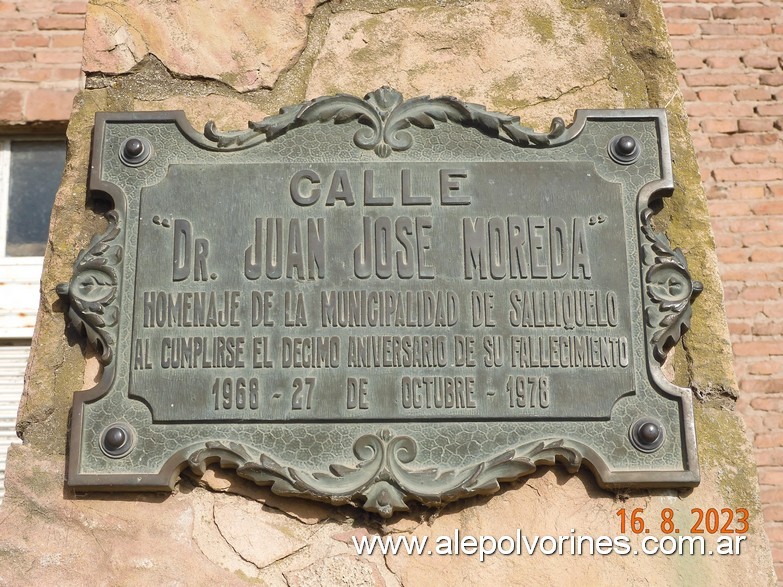 CALLE
"DR. JUAN JOSE MOREDA"
HOMENAJE DE LA MUNICIPALIDAD DE SALLIQUELO
AL CUMPLIRSE EL DECIMO ANIVERSARIO DE SU FALLECIMIENTO
1968 - 27 DE OCTUBRE - 1978
16. 8. 2023
www.alepolvorines.com.ar